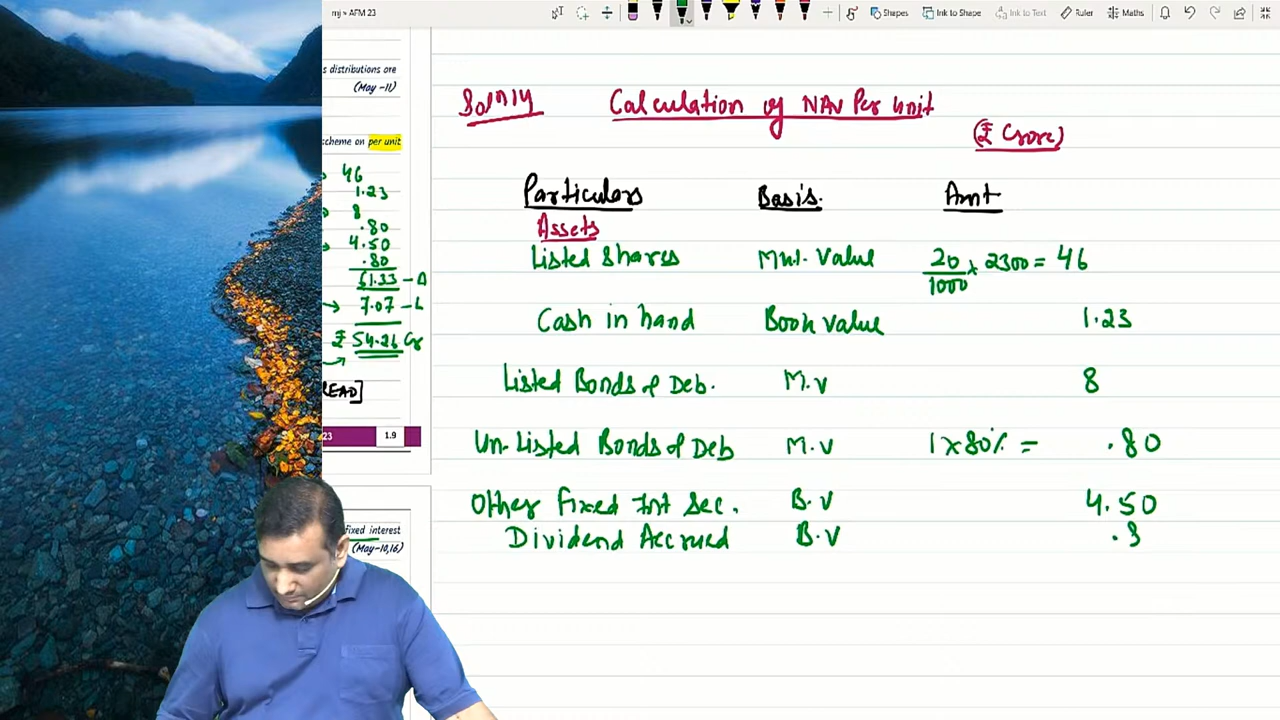 mj » AFM 23
Shapes
Ink to Shape
Ink to Text
Ruler
Maths
s distributions are
(May -11)
scheme on per unit
46
1.23
8
.80
4.50
.80
61.33 - A
7.07 - L
₹ 54.26 Cr
READ]
23 1.9
fixed interest
(May-10,16)
Soln 14 Calculation of NAV Per unit
(₹ Crore)
Particulars Basis. Amt
Assets
Listed Shares Mkt. Value 20/1000 x 2300 = 46
Cash in hand Book Value 1.23
Listed Bonds & Deb. M.V 8
Un-Listed Bonds & Deb M.V 1 x 80% = .80
Other Fixed Int Sec. B.V 4.50
Dividend Accrued B.V .3